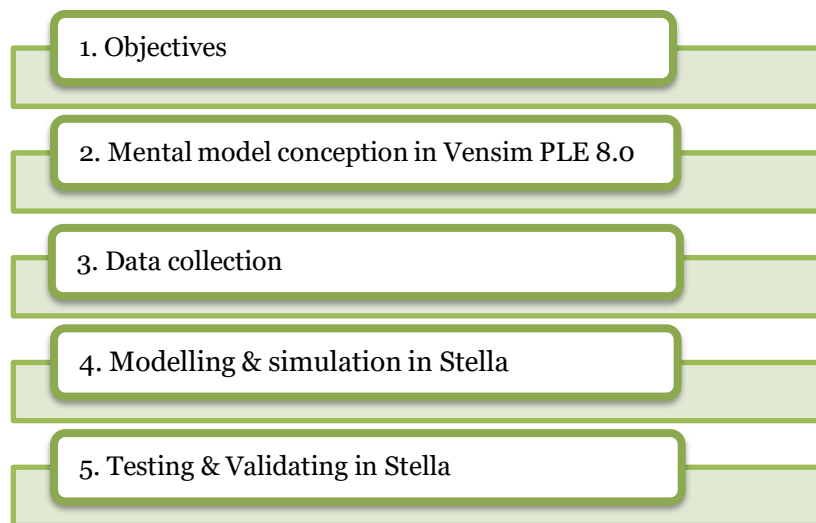 1. Objectives
2. Mental model conception in Vensim PLE 8.0
3. Data collection
4. Modelling & simulation in Stella
5. Testing & Validating in Stella